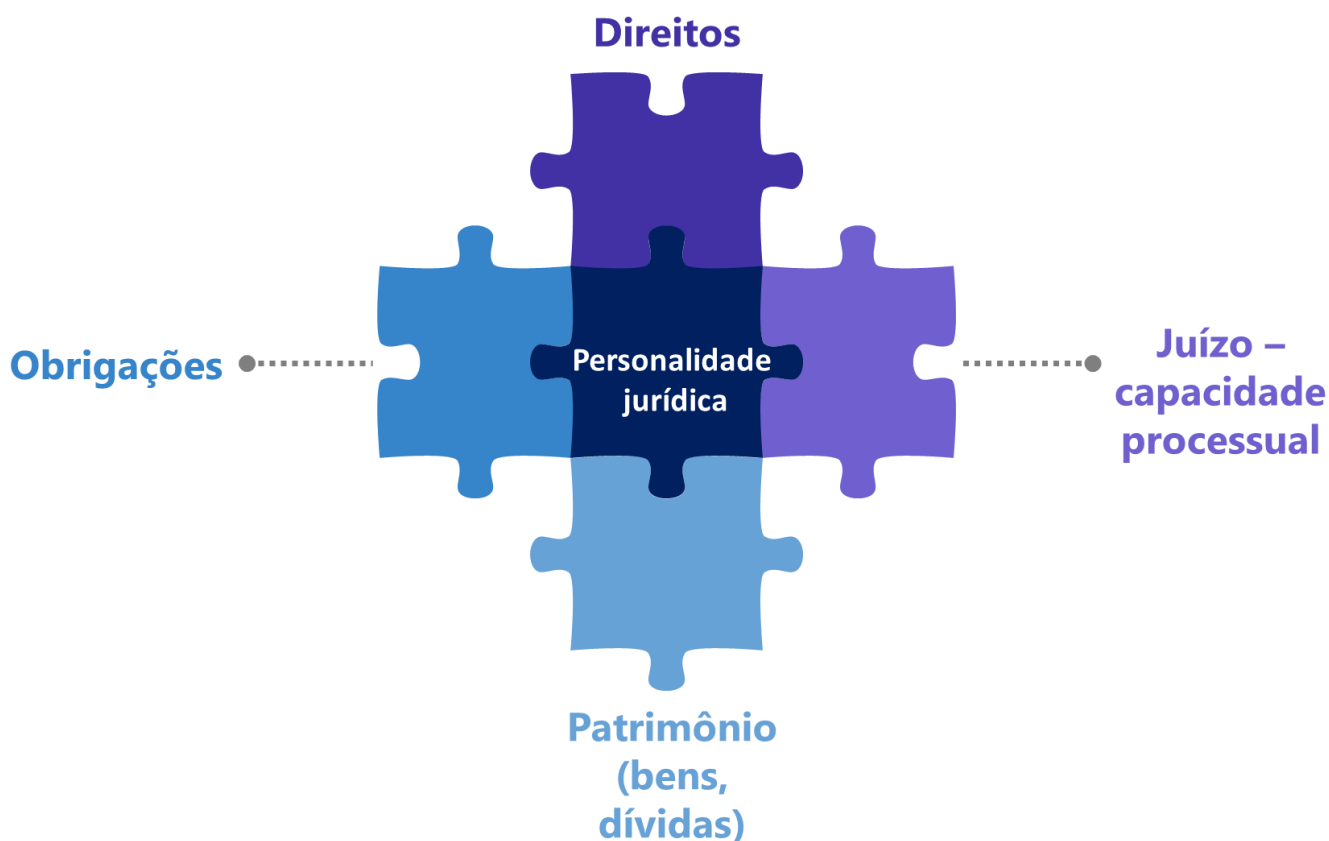 Direitos
Obrigações
Personalidade
jurídica
Juízo –
capacidade
processual
Patrimônio
(bens,
dívidas)